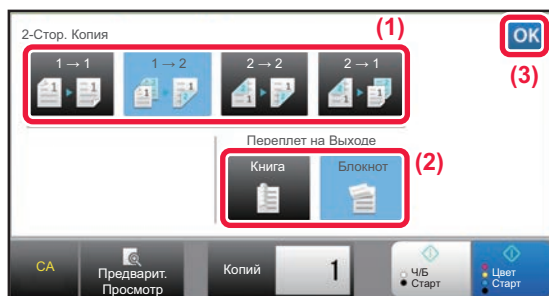 2-Стор. Копия
(1)
OK
(3)
1 → 1
1 → 2
2 → 2
2 → 1
Переплет на Выходе
Книга
Блокнот
(2)
CA
Предварит.
Просмотр
Копий
1
Ч/Б
Старт
Цвет
Старт